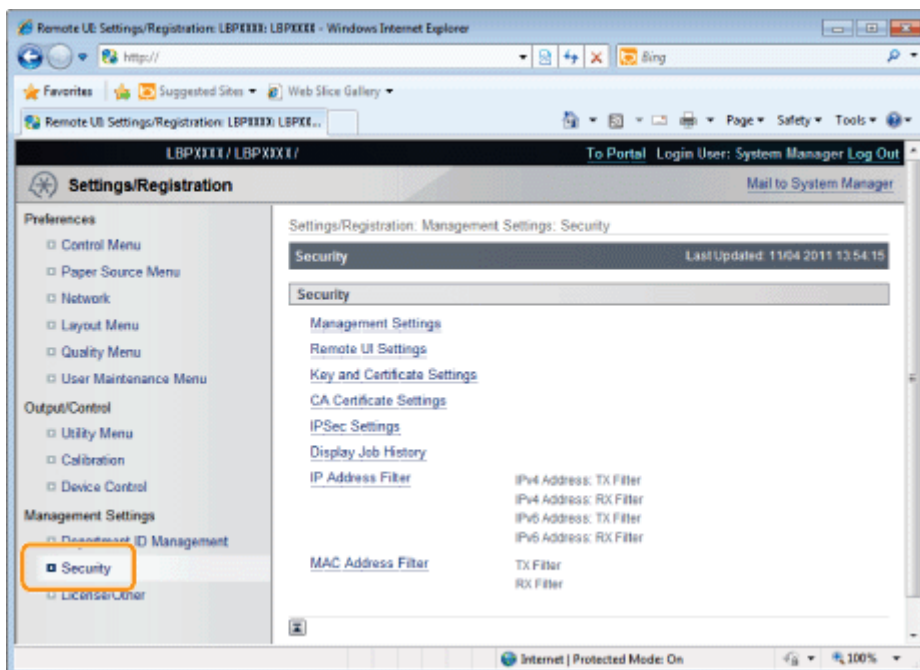 Remote UI: Settings/Registration: LBPXXXX: LBPXXXX - Windows Internet Explorer
http://
Bing
Favorites Suggested Sites Web Slice Gallery
Remote UI: Settings/Registration: LBPXXXX: LBPXX... Page Safety Tools
LBPXXXX / LBPXXXX / To Portal Login User: System Manager Log Out
Settings/Registration Mail to System Manager
Preferences
Control Menu
Paper Source Menu
Network
Layout Menu
Quality Menu
User Maintenance Menu
Output/Control
Utility Menu
Calibration
Device Control
Management Settings
Department ID Management
Security
License/Other
Settings/Registration: Management Settings: Security
Security Last Updated: 11/04 2011 13:54:15
Security
Management Settings
Remote UI Settings
Key and Certificate Settings
CA Certificate Settings
IPSec Settings
Display Job History
IP Address Filter IPv4 Address: TX Filter
IPv4 Address: RX Filter
IPv6 Address: TX Filter
IPv6 Address: RX Filter
MAC Address Filter TX Filter
RX Filter
Internet | Protected Mode: On 100%